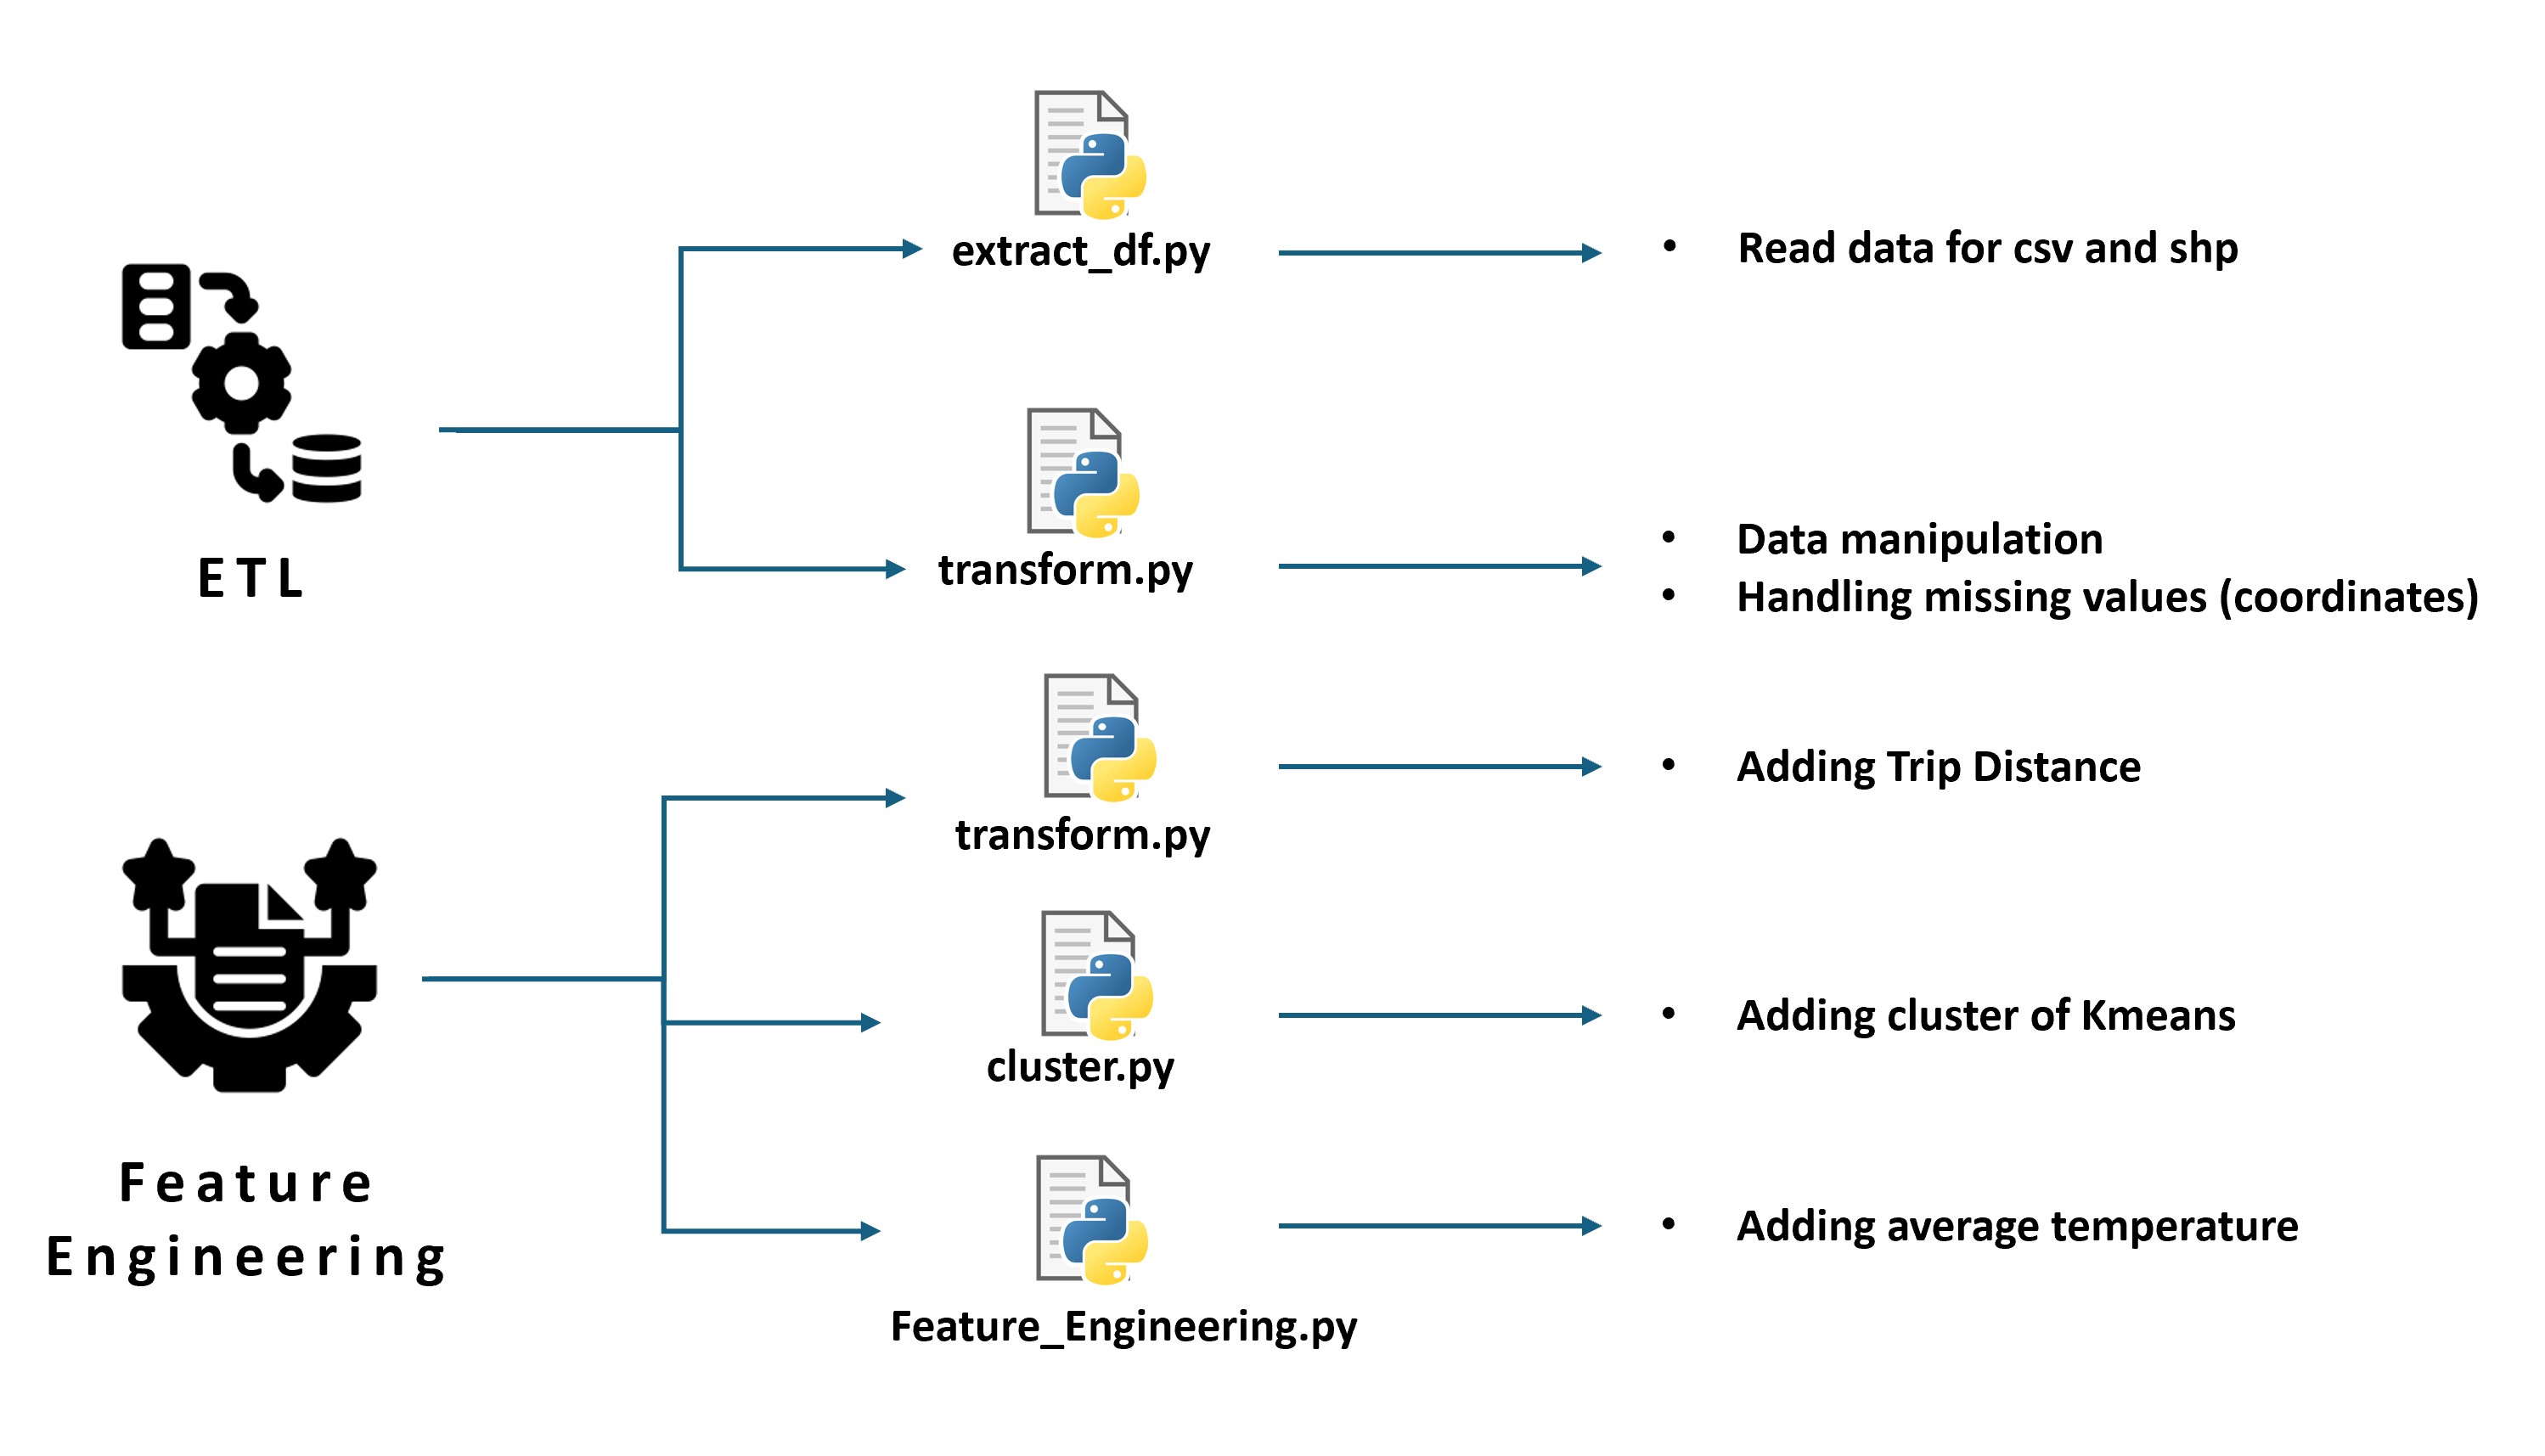 extract_df.py
• Read data for csv and shp
ETL
transform.py
• Data manipulation
• Handling missing values (coordinates)
transform.py
• Adding Trip Distance
Feature
Engineering
cluster.py
• Adding cluster of Kmeans
Feature_Engineering.py
• Adding average temperature